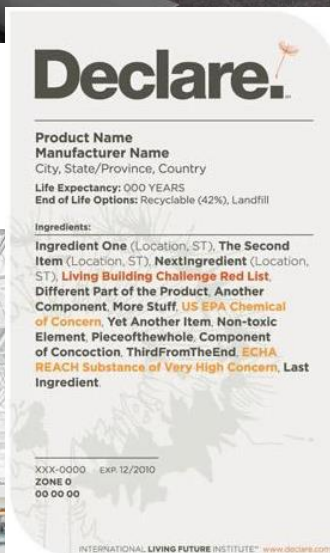 Declare.
Product Name
Manufacturer Name
City, State/Province, Country
Life Expectancy: 000 YEARS
End of Life Options: Recyclable (42%), Landfill
Ingredients:
Ingredient One (Location, ST), The Second
Item (Location, ST), NextIngredient (Location,
ST), Living Building Challenge Red List,
Different Part of the Product, Another
Component, More Stuff, US EPA Chemical
of Concern, Yet Another Item, Non-toxic
Element, Pieceofthewhole, Component
of Concoction, ThirdFromTheEnd, ECHA
REACH Substance of Very High Concern, Last
Ingredient.
XXX-0000 EXP. 12/2010
ZONE 0
00 00 00
INTERNATIONAL LIVING FUTURE INSTITUTE™ www.declare.com